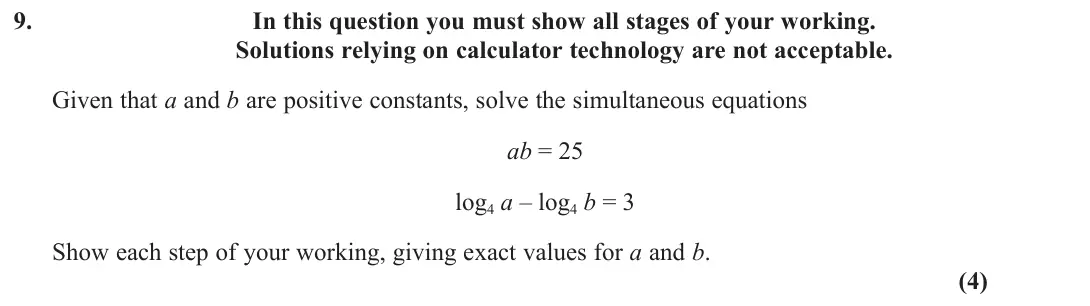 9. In this question you must show all stages of your working.
Solutions relying on calculator technology are not acceptable.
Given that a and b are positive constants, solve the simultaneous equations
ab = 25
log₄ a – log₄ b = 3
Show each step of your working, giving exact values for a and b.
(4)